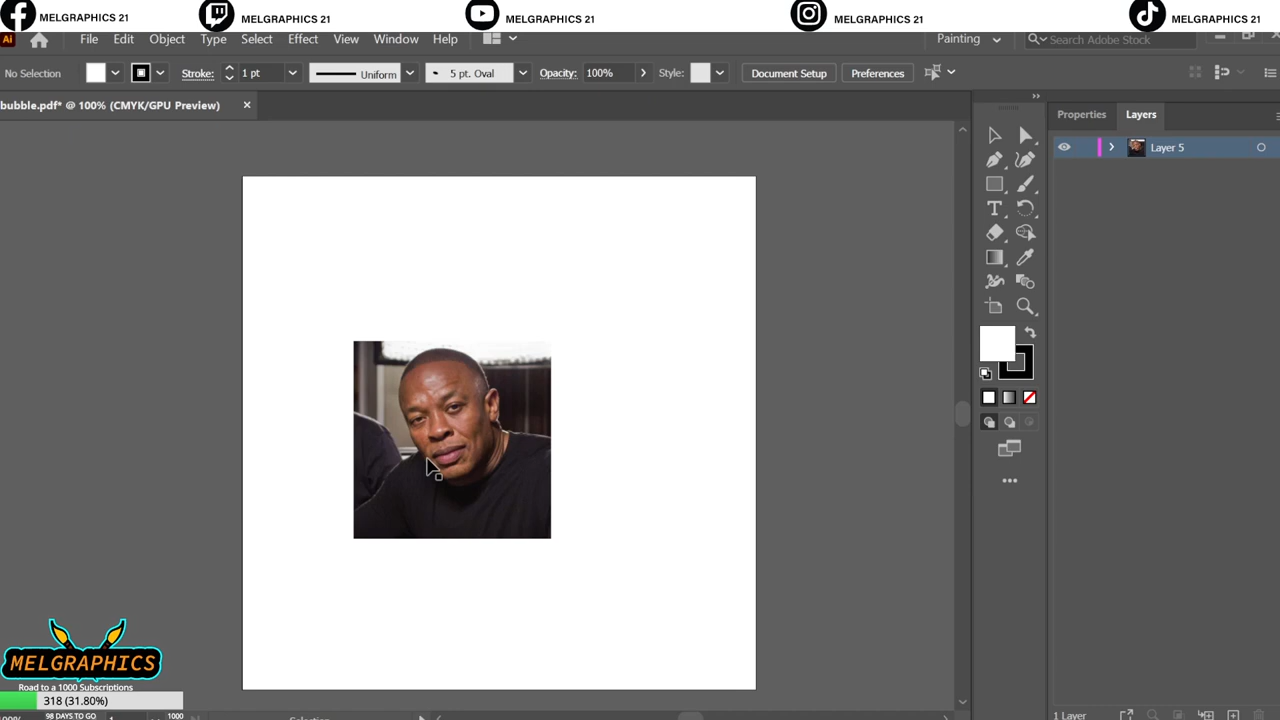 MELGRAPHICS 21
MELGRAPHICS 21
MELGRAPHICS 21
MELGRAPHICS 21
MELGRAPHICS 21
Ai
File Edit Object Type Select Effect View Window Help
Painting
Search Adobe Stock
No Selection
Stroke: 1 pt
Uniform
5 pt. Oval
Opacity: 100%
Style:
Document Setup
Preferences
bubble.pdf* @ 100% (CMYK/GPU Preview) ×
Properties Layers
Layer 5
MELGRAPHICS
Road to a 1000 Subscriptions
318 (31.80%)
98 DAYS TO GO
1000
1
Selection
1 Layer